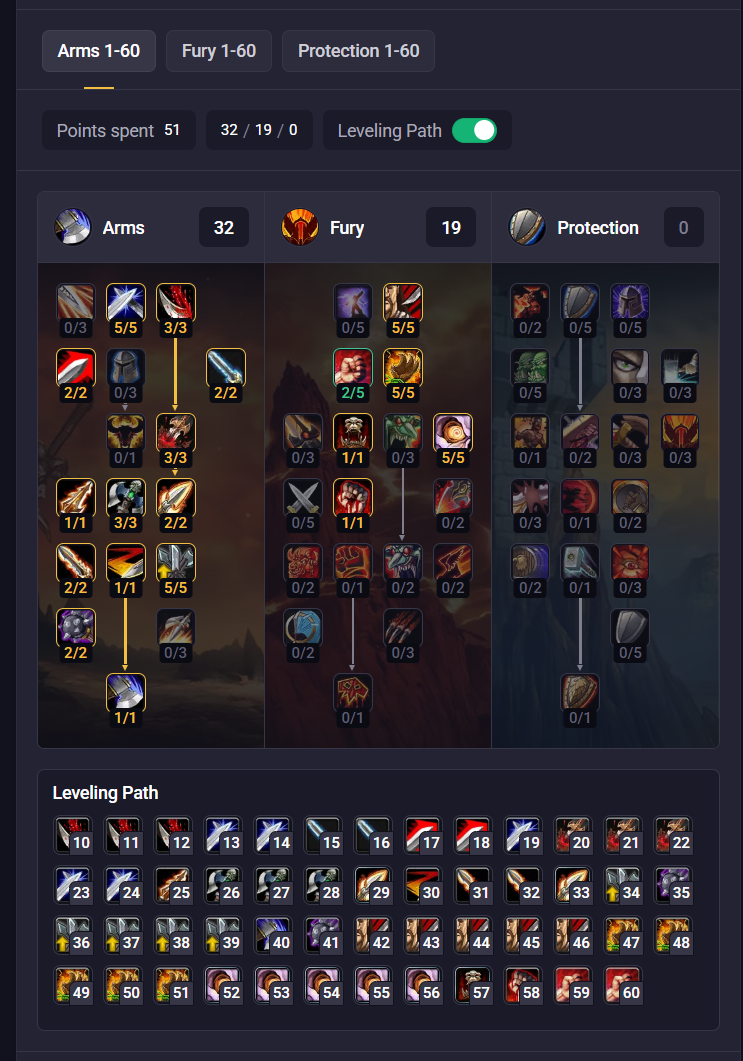 Arms 1-60 Fury 1-60 Protection 1-60
Points spent 51 32 / 19 / 0 Leveling Path
Arms 32 Fury 19 Protection 0
0/3 5/5 3/3 0/5 5/5 0/2 0/5 0/5
2/2 0/3 2/2 2/5 5/5 0/5 0/3 0/3
0/1 3/3 0/3 1/1 0/3 5/5 0/1 0/2 0/3 0/3
1/1 3/3 2/2 0/5 1/1 0/2 0/3 0/1 0/2
2/2 1/1 5/5 0/2 0/1 0/2 0/2 0/2 0/1 0/3
2/2 0/3 0/2 0/3 0/5
1/1 0/1 0/1
Leveling Path
10 11 12 13 14 15 16 17 18 19 20 21 22
23 24 25 26 27 28 29 30 31 32 33 34 35
36 37 38 39 40 41 42 43 44 45 46 47 48
49 50 51 52 53 54 55 56 57 58 59 60